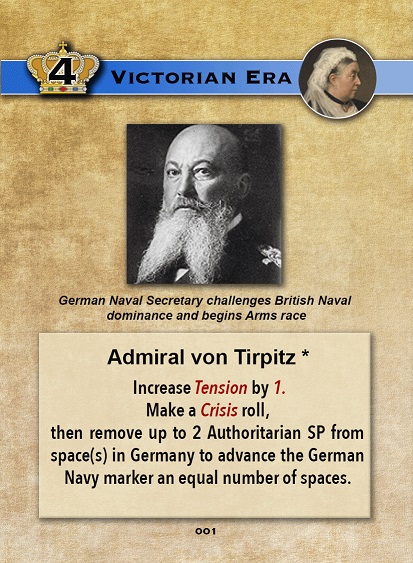 4 VICTORIAN ERA
German Naval Secretary challenges British Naval
dominance and begins Arms race
Admiral von Tirpitz *
Increase Tension by 1.
Make a Crisis roll,
then remove up to 2 Authoritarian SP from
space(s) in Germany to advance the German
Navy marker an equal number of spaces.
001